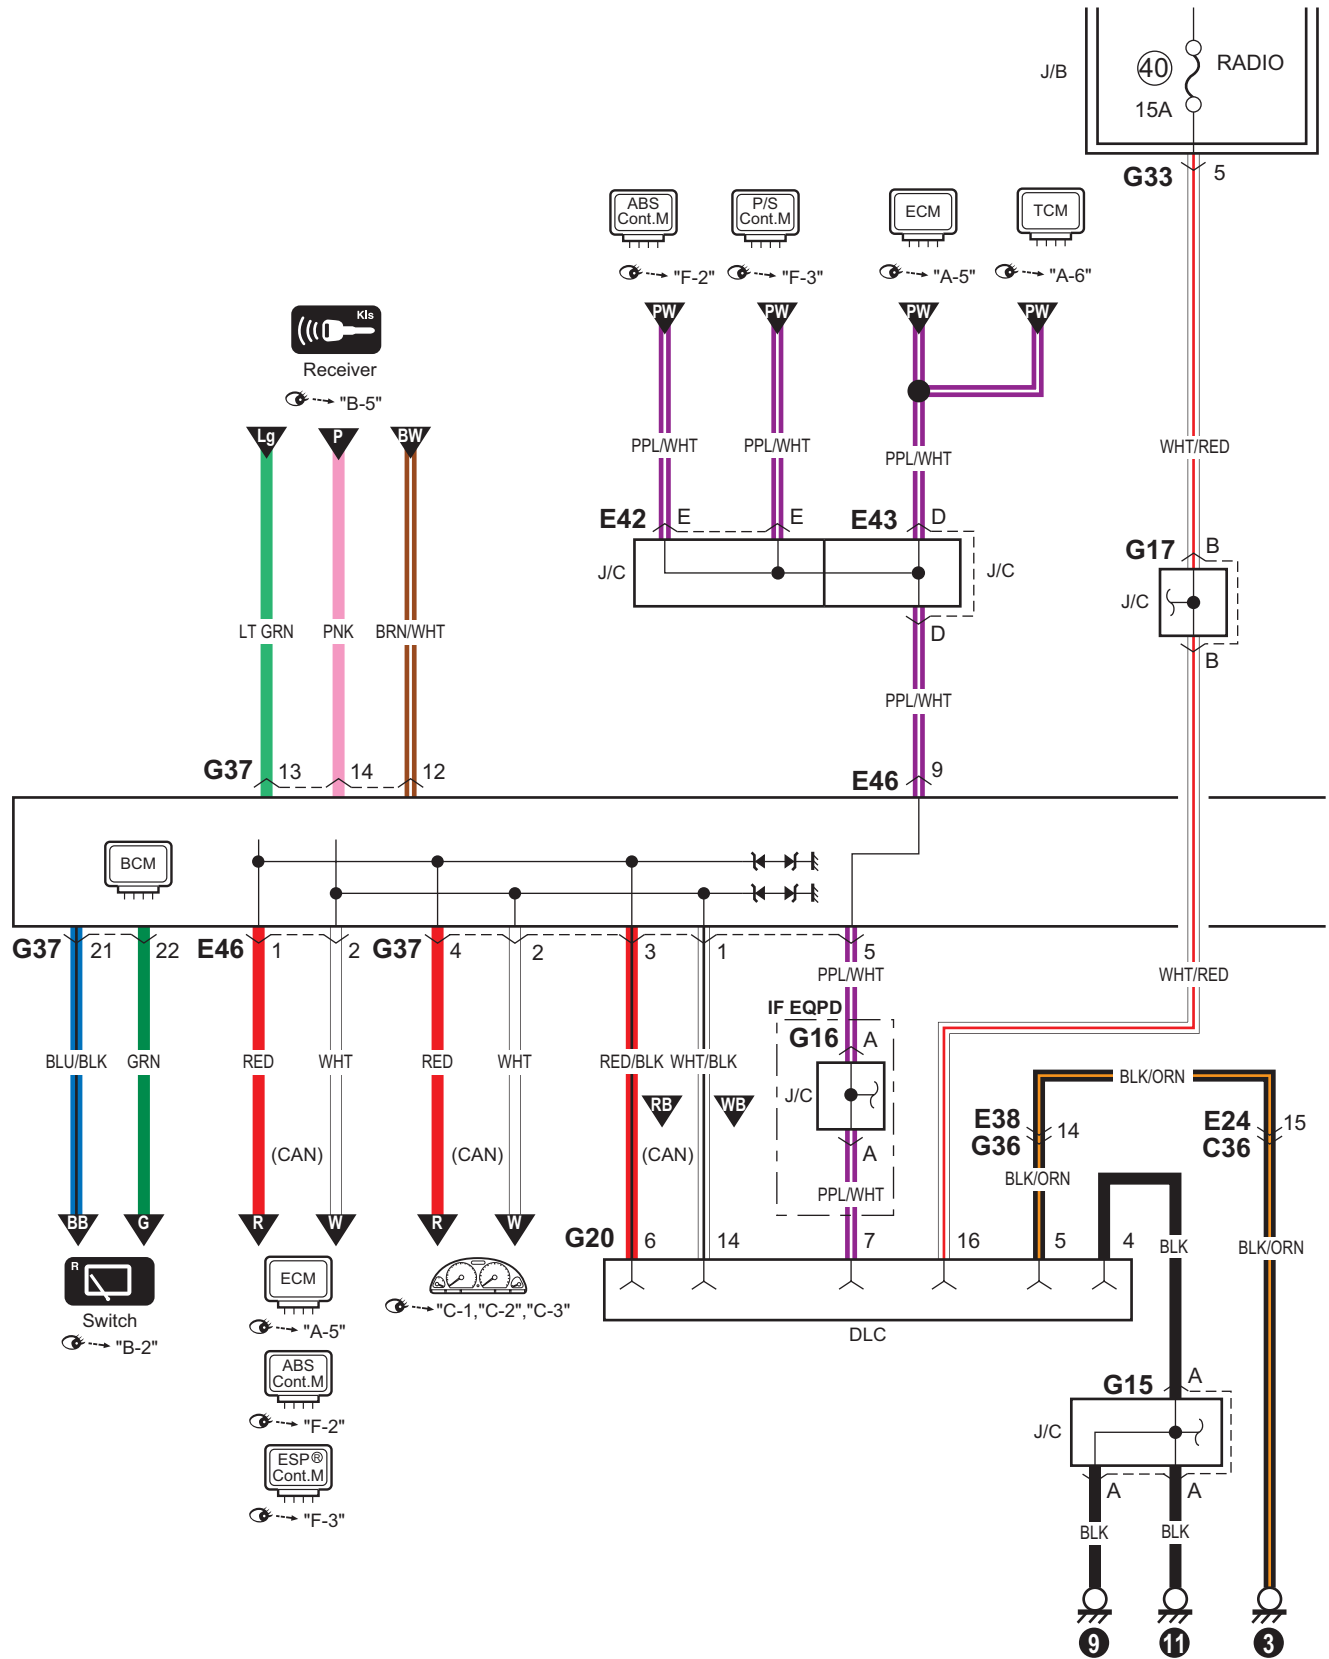 J/B
40
RADIO
15A
G33
5
ABS
Cont.M
P/S
Cont.M
ECM
TCM
"F-2"
"F-3"
"A-5"
"A-6"
PW
PW
PW
PW
KIs
Receiver
"B-5"
Lg
P
BW
PPL/WHT
PPL/WHT
PPL/WHT
WHT/RED
E42
E
E
E43
D
G17
B
J/C
J/C
J/C
LT GRN
PNK
BRN/WHT
D
B
PPL/WHT
G37
13
14
12
E46
9
BCM
G37
21
22
E46
1
2
G37
4
2
3
1
5
PPL/WHT
WHT/RED
IF EQPD
G16
A
BLU/BLK
GRN
RED
WHT
RED
WHT
RED/BLK
WHT/BLK
BLK/ORN
J/C
RB
WB
E38
G36
14
E24
C36
15
(CAN)
(CAN)
(CAN)
A
BLK/ORN
PPL/WHT
BB
G
R
W
R
W
G20
6
14
7
16
5
4
BLK
BLK/ORN
R
Switch
"B-2"
ECM
"A-5"
"C-1,"C-2","C-3"
DLC
ABS
Cont.M
"F-2"
G15
A
J/C
ESP®
Cont.M
"F-3"
A
A
BLK
BLK
9
11
3